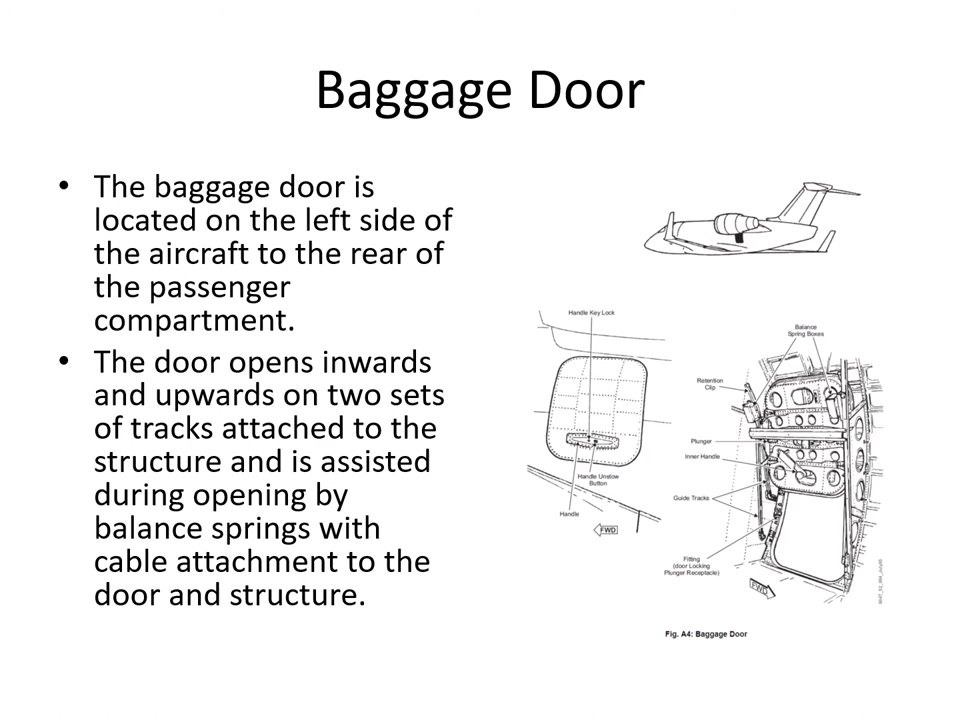 Baggage Door
• The baggage door is
located on the left side of
the aircraft to the rear of
the passenger
compartment.
• The door opens inwards
and upwards on two sets
of tracks attached to the
structure and is assisted
during opening by
balance springs with
cable attachment to the
door and structure.
Handle Key Lock
Handle Unstow
Button
Handle
FWD
Balance
Spring Boxes
Retention
Clip
Plunger
Inner Handle
Guide Tracks
Fitting
(door Locking
Plunger Receptacle)
FWD
Fig. A4: Baggage Door